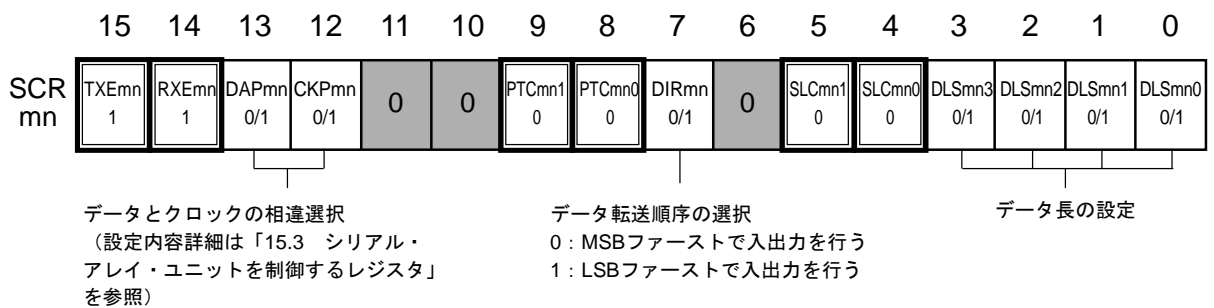 15 14 13 12 11 10 9 8 7 6 5 4 3 2 1 0
SCR
mn
TXEmn RXEmn DAPmn CKPmn 0 0 PTCmn1 PTCmn0 DIRmn 0 SLCmn1 SLCmn0 DLSmn3 DLSmn2 DLSmn1 DLSmn0
1 1 0/1 0/1 0 0 0/1 0 0 0/1 0/1 0/1 0/1
データとクロックの相違選択
（設定内容詳細は「15.3 シリアル・
アレイ・ユニットを制御するレジスタ」
を参照）
データ転送順序の選択
0：MSBファーストで入出力を行う
1：LSBファーストで入出力を行う
データ長の設定